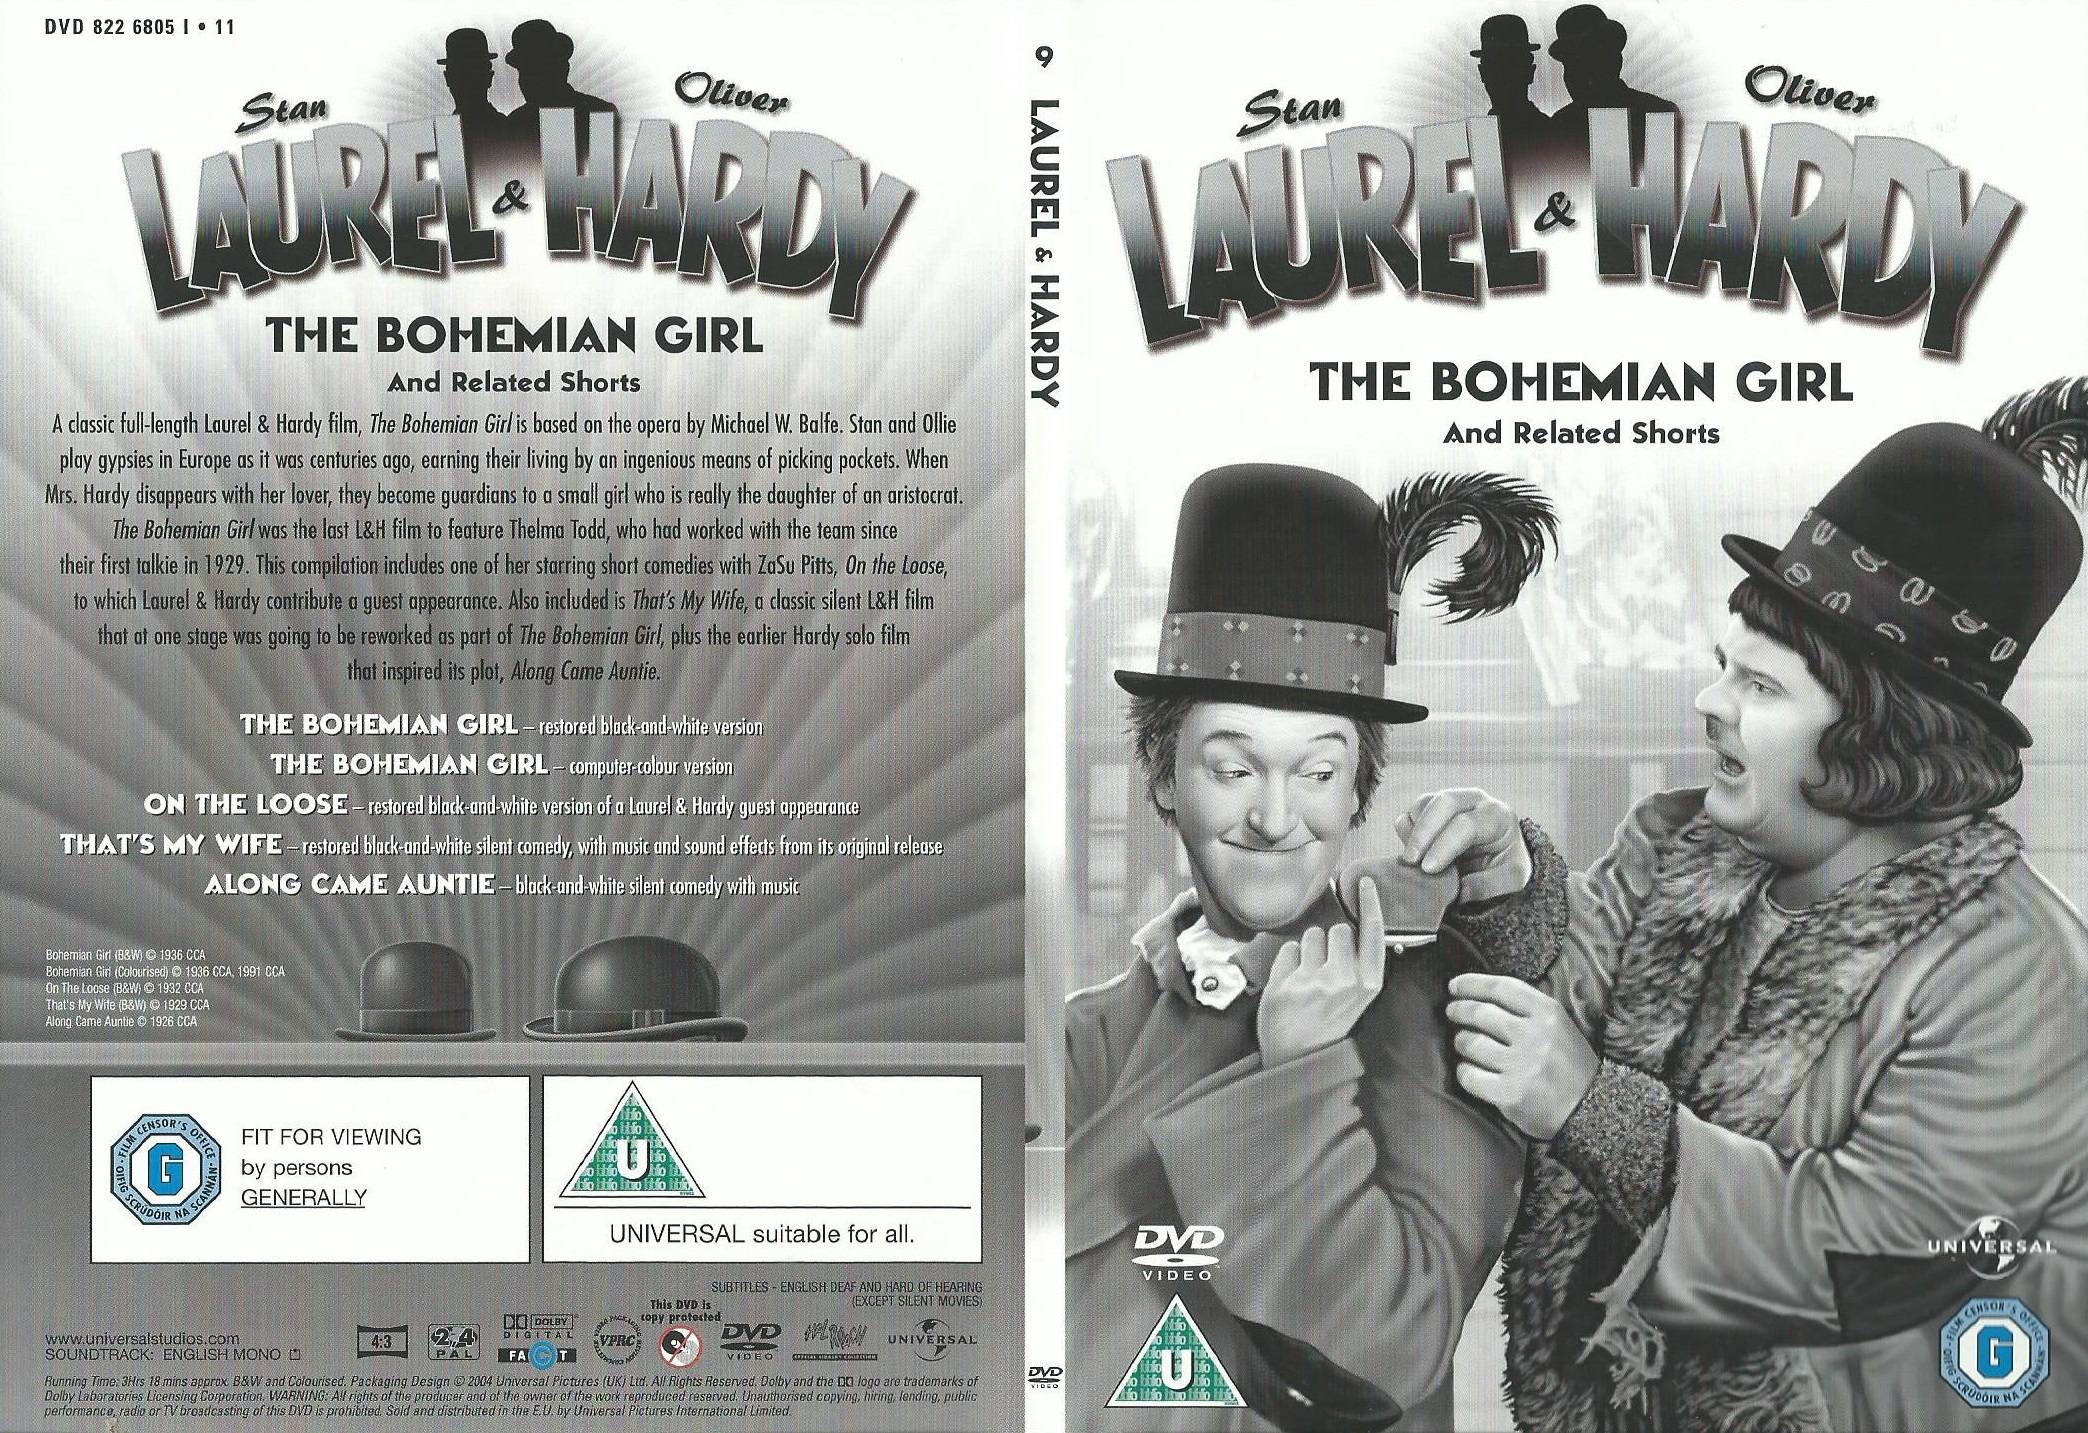 DVD 822 6805 1 • 11
Stan
Oliver
LAUREL & HARDY
THE BOHEMIAN GIRL
And Related Shorts
A classic full-length Laurel & Hardy film, The Bohemian Girl is based on the opera by Michael W. Balfe. Stan and Ollie
play gypsies in Europe as it was centuries ago, earning their living by an ingenious means of picking pockets. When
Mrs. Hardy disappears with her lover, they become guardians to a small girl who is really the daughter of an aristocrat.
The Bohemian Girl was the last L&H film to feature Thelma Todd, who had worked with the team since
their first talkie in 1929. This compilation includes one of her starring short comedies with ZaSu Pitts, On the Loose,
to which Laurel & Hardy contribute a guest appearance. Also included is That's My Wife, a classic silent L&H film
that at one stage was going to be reworked as part of The Bohemian Girl, plus the earlier Hardy solo film
that inspired its plot, Along Came Auntie.
THE BOHEMIAN GIRL – restored black-and-white version
THE BOHEMIAN GIRL – computer-colour version
ON THE LOOSE – restored black-and-white version of a Laurel & Hardy guest appearance
THAT'S MY WIFE – restored black-and-white silent comedy, with music and sound effects from its original release
ALONG CAME AUNTIE – black-and-white silent comedy with music
Bohemian Girl (B&W) © 1936 CCA
Bohemian Girl (Colourised) © 1936 CCA, 1991 CCA
On The Loose (B&W) © 1932 CCA
That's My Wife (B&W) © 1929 CCA
Along Came Auntie © 1926 CCA
FILM CENSOR'S OFFICE
G
OIFIG SCRÚDÓIR NA SCANNÁN
FIT FOR VIEWING
by persons
GENERALLY
U
UNIVERSAL suitable for all.
SUBTITLES - ENGLISH DEAF AND HARD OF HEARING
(EXCEPT SILENT MOVIES)
www.universalstudios.com
SOUNDTRACK: ENGLISH MONO
4:3
2 4
PAL
DOLBY
DIGITAL
FACT
VPRC
This DVD is
copy protected
DVD
VIDEO
HAL ROACH
UNIVERSAL
Running Time: 3Hrs 18 mins approx. B&W and Colourised. Packaging Design © 2004 Universal Pictures (UK) Ltd. All Rights Reserved. Dolby and the logo are trademarks of
Dolby Laboratories Licensing Corporation. WARNING: All rights of the producer and of the owner of the work reproduced reserved. Unauthorised copying, hiring, lending, public
performance, radio or TV broadcasting of this DVD is prohibited. Sold and distributed in the E.U. by Universal Pictures International Limited.
9
LAUREL & HARDY
DVD
VIDEO
Stan
Oliver
LAUREL & HARDY
THE BOHEMIAN GIRL
And Related Shorts
DVD
VIDEO
U
UNIVERSAL
FILM CENSOR'S OFFICE
G
OIFIG SCRÚDÓIR NA SCANNÁN